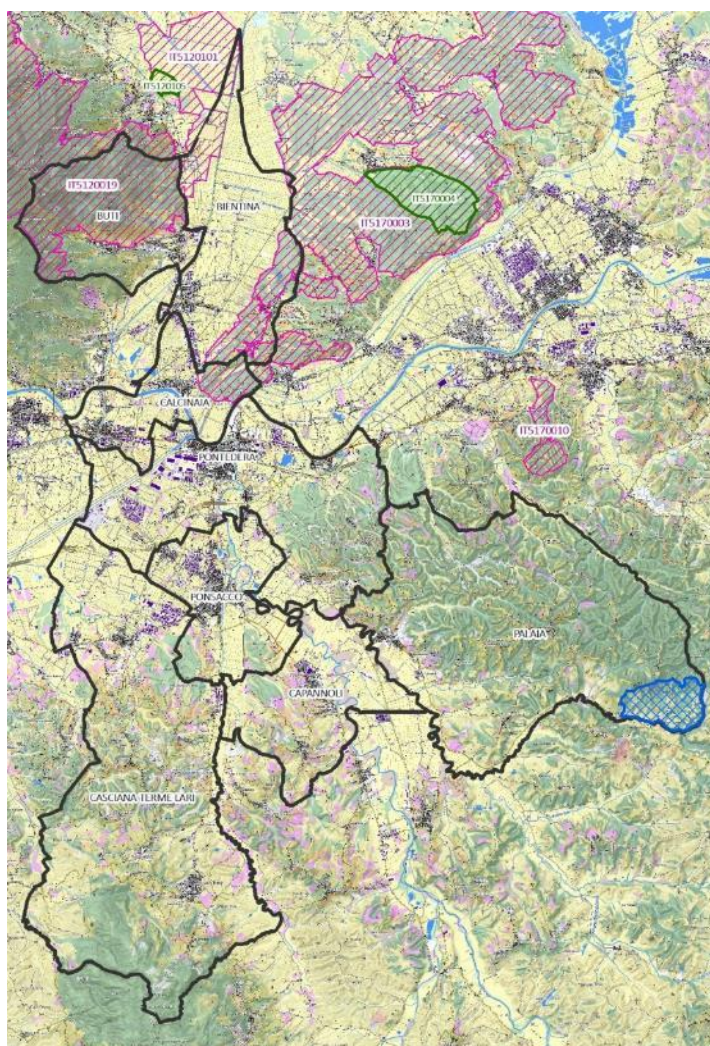 IT5120101
IT5120105
IT5120019
BUTI
BIENTINA
IT5170004
IT5170003
CALCINAIA
IT5170010
PONTEDERA
PONSACCO
PALAIA
CAPANNOLI
CASCIANA TERME LARI